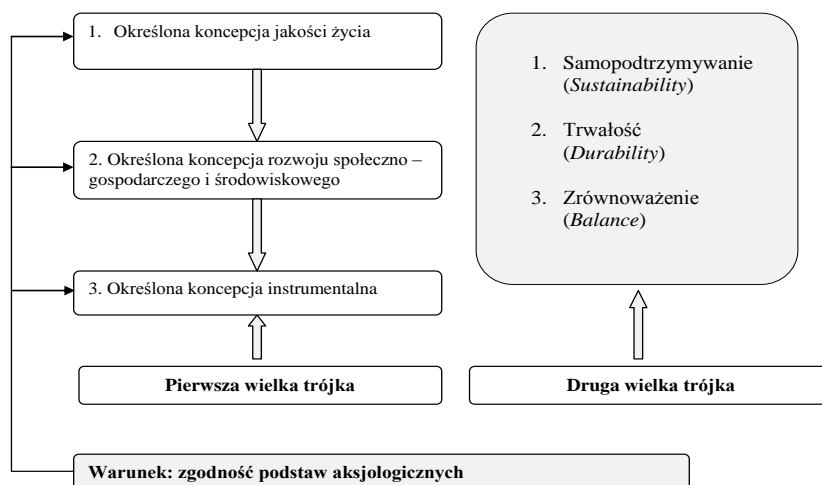 1. Określona koncepcja jakości życia
2. Określona koncepcja rozwoju społeczno –
gospodarczego i środowiskowego
3. Określona koncepcja instrumentalna
Pierwsza wielka trójka
1. Samopodtrzymywanie
(Sustainability)
2. Trwałość
(Durability)
3. Zrównoważenie
(Balance)
Druga wielka trójka
Warunek: zgodność podstaw aksjologicznych